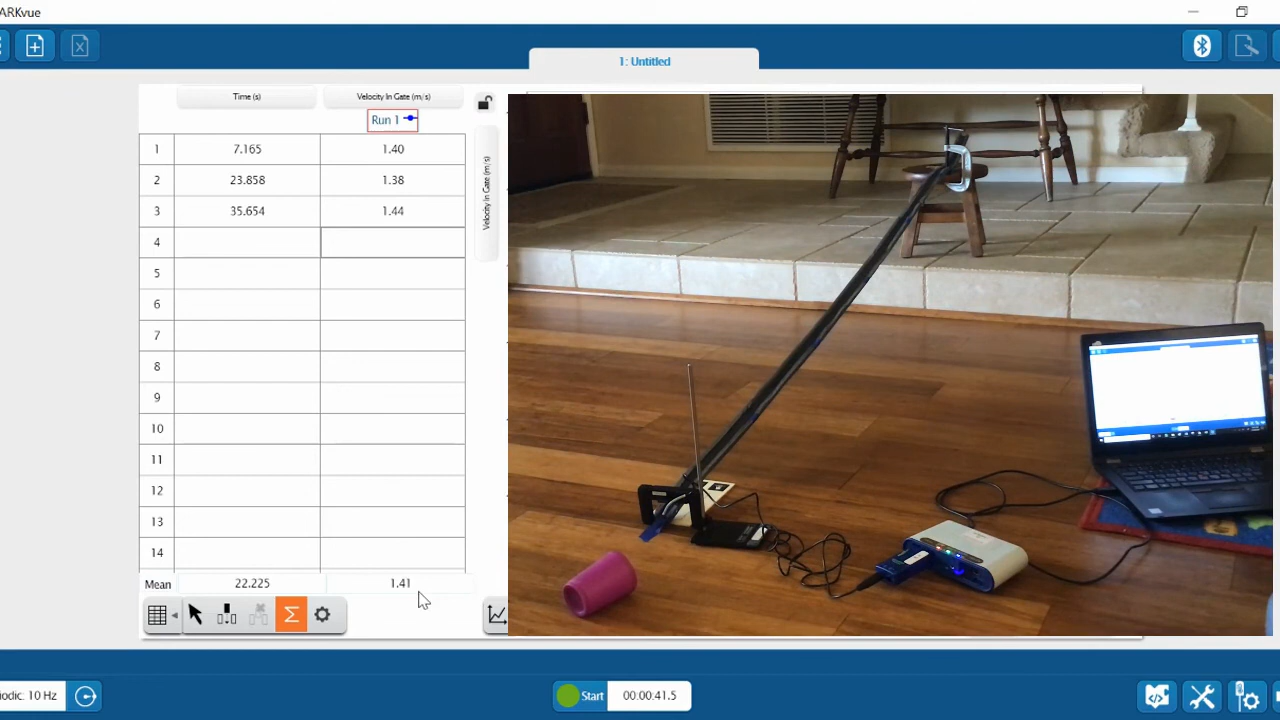 ARKvue
1: Untitled
Time (s) Velocity In Gate (m/s)
Run 1
1 7.165 1.40
2 23.858 1.38
3 35.654 1.44
4
5
6
7
8
9
10
11
12
13
14
Mean 22.225 1.41
Velocity In Gate (m/s)
odic: 10 Hz
Start 00:00:41.5